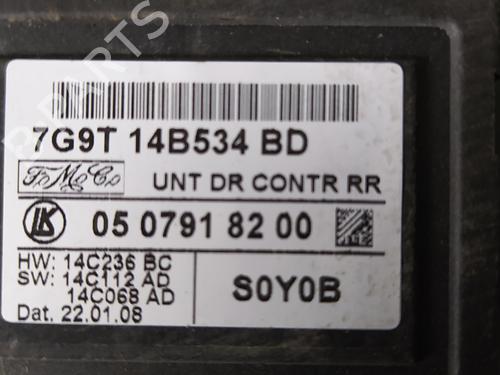 7G9T 14B534 BD
FMC
UNT DR CONTR RR
LK
05 0791 82 00
HW: 14C236 BC
SW: 14C112 AD
14C068 AD
S0Y0B
Dat. 22.01.08